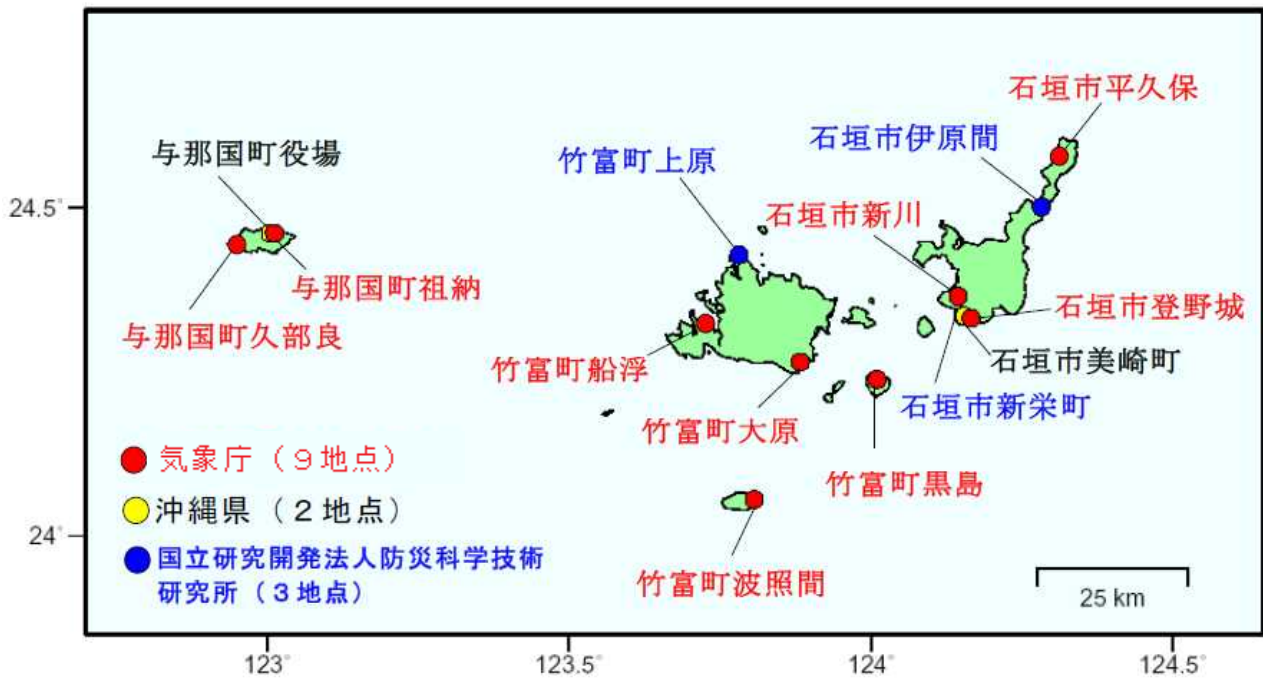 石垣市平久保
石垣市伊原間
与那国町役場
竹富町上原
24.5°
石垣市新川
与那国町祖納
石垣市登野城
与那国町久部良
石垣市美崎町
竹富町船浮
石垣市新栄町
竹富町大原
気象庁（９地点）
竹富町黒島
沖縄県（２地点）
24°
国立研究開発法人防災科学技術
研究所（３地点）
竹富町波照間
25 km
123°
123.5°
124°
124.5°